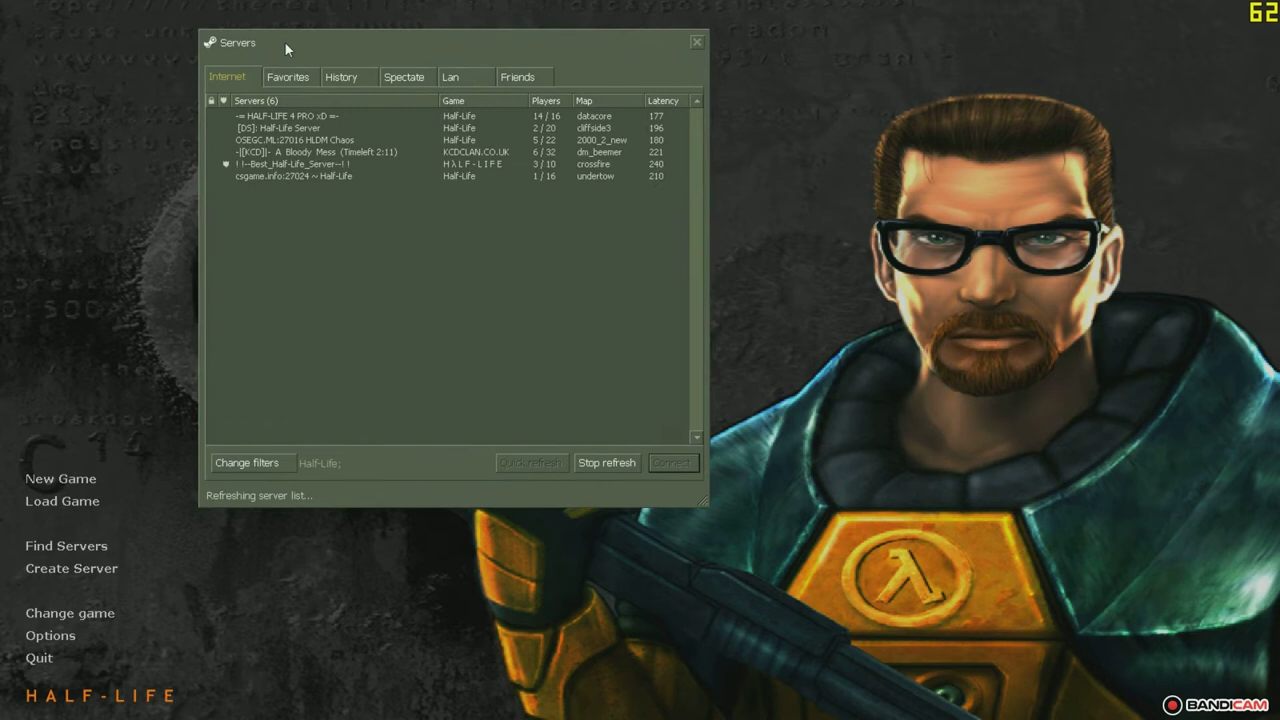 62
Servers
Internet Favorites History Spectate Lan Friends
Servers (6) Game Players Map Latency
-= HALF-LIFE 4 PRO xD =- Half-Life 14 / 16 datacore 177
[DS]: Half-Life Server Half-Life 2 / 20 cliffside3 196
OSEGC.ML:27016 HLDM Chaos Half-Life 5 / 22 2000_2_new 180
-|[KCD]|- A Bloody Mess (Timeleft 2:11) KCDCLAN.CO.UK 6 / 32 dm_beemer 221
! !--Best_Half-Life_Server--! ! H λ L F - L I F E 3 / 10 crossfire 240
csgame.info:27024 ~ Half-Life Half-Life 1 / 16 undertow 210
Change filters Half-Life; Quick refresh Stop refresh Connect
Refreshing server list...
New Game
Load Game
Find Servers
Create Server
Change game
Options
Quit
HALF-LIFE
BANDICAM